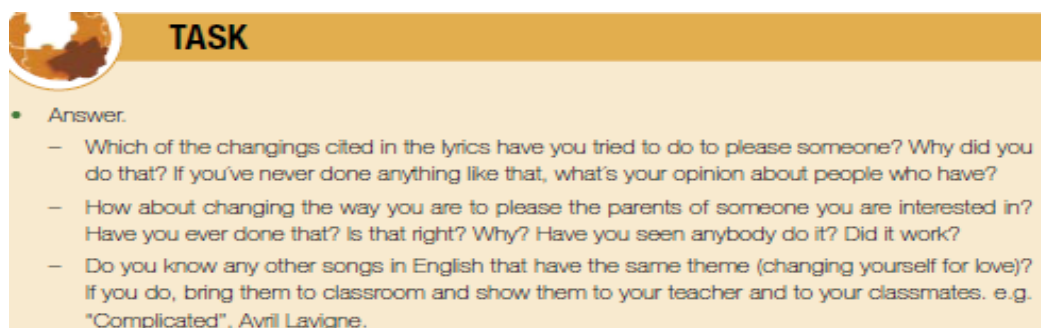 TASK
• Answer.
– Which of the changings cited in the lyrics have you tried to do to please someone? Why did you
do that? If you´ve never done anything like that, what´s your opinion about people who have?
– How about changing the way you are to please the parents of someone you are interested in?
Have you ever done that? Is that right? Why? Have you seen anybody do it? Did it work?
– Do you know any other songs in English that have the same theme (changing yourself for love)?
If you do, bring them to classroom and show them to your teacher and to your classmates. e.g.
"Complicated", Avril Lavigne.